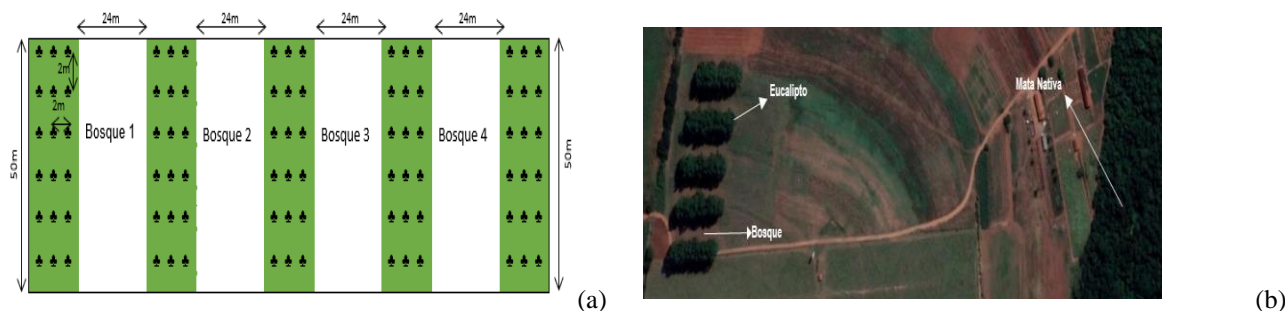 24m 24m 24m 24m
2m
2m
Bosque 1 Bosque 2 Bosque 3 Bosque 4
50m 50m
(a)
Eucalipto
Mata Nativa
Bosque
(b)